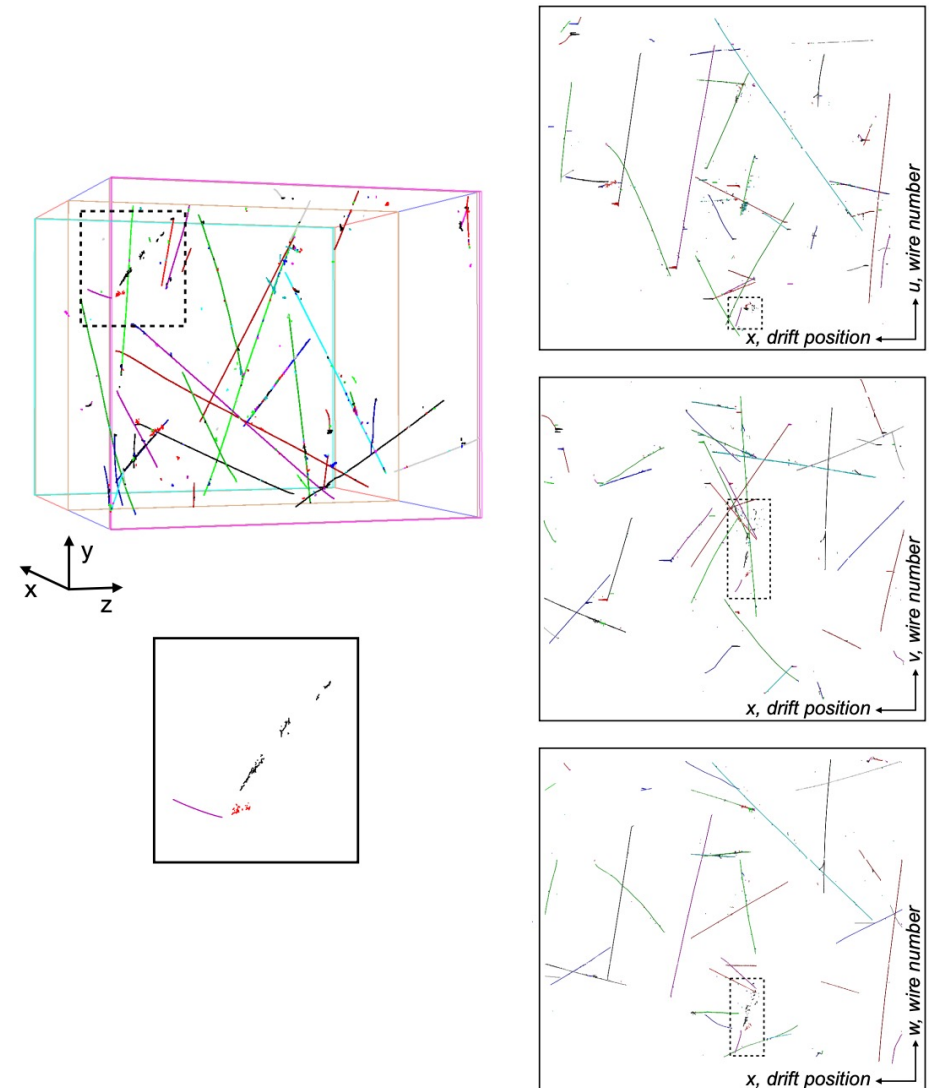 y
x
z
u, wire number
x, drift position
v, wire number
x, drift position
w, wire number
x, drift position